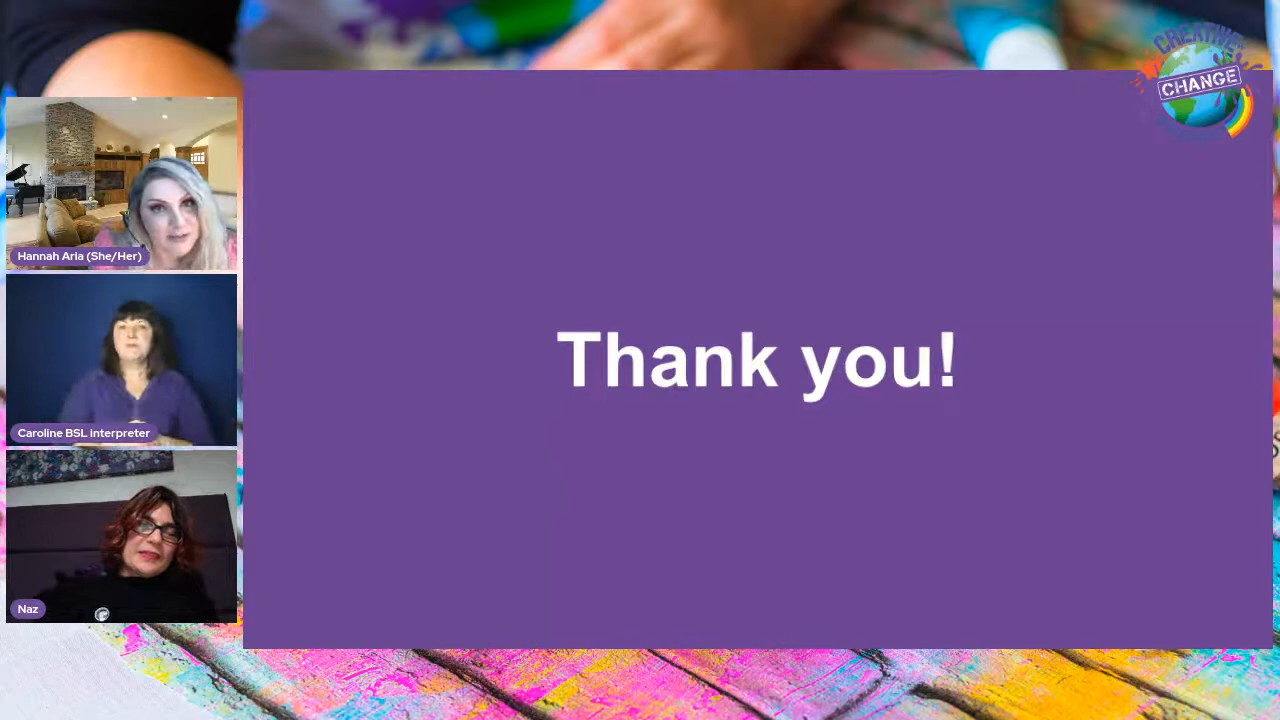 CREATIVE
CHANGE
Hannah Aria (She/Her)
Thank you!
Caroline BSL interpreter
Naz